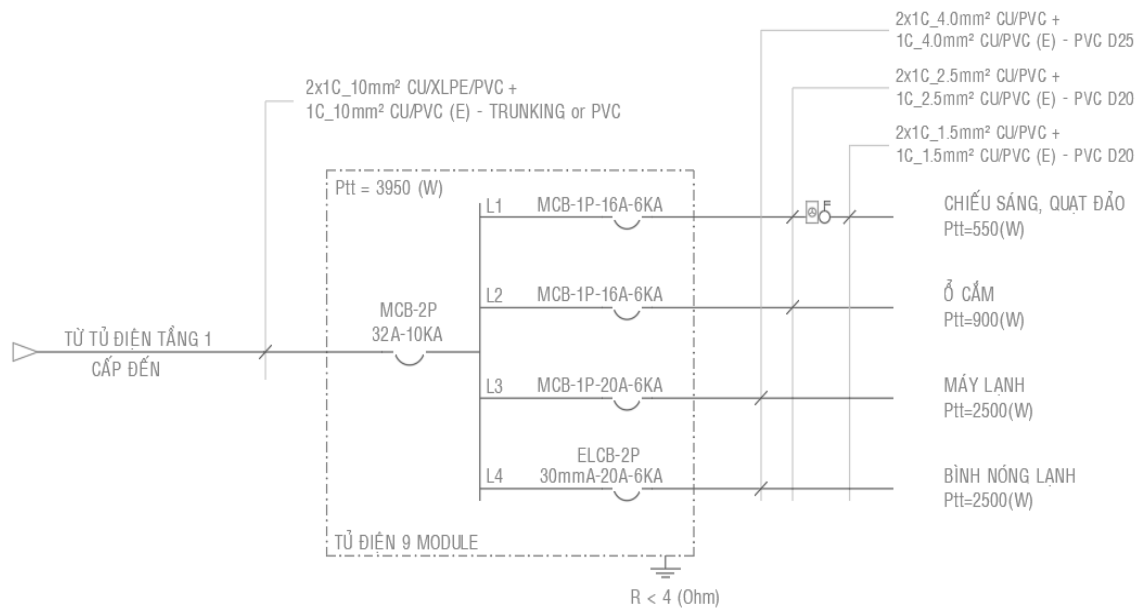 2x1C_4.0mm² CU/PVC +
1C_4.0mm² CU/PVC (E) - PVC D25
2x1C_2.5mm² CU/PVC +
1C_2.5mm² CU/PVC (E) - PVC D20
2x1C_1.5mm² CU/PVC +
1C_1.5mm² CU/PVC (E) - PVC D20
2x1C_10mm² CU/XLPE/PVC +
1C_10mm² CU/PVC (E) - TRUNKING or PVC
Ptt = 3950 (W)
L1 MCB-1P-16A-6KA
CHIẾU SÁNG, QUẠT ĐẢO
Ptt=550(W)
L2 MCB-1P-16A-6KA
Ổ CẮM
Ptt=900(W)
MCB-2P
32A-10KA
TỪ TỦ ĐIỆN TẦNG 1
CẤP ĐẾN
L3 MCB-1P-20A-6KA
MÁY LẠNH
Ptt=2500(W)
ELCB-2P
L4 30mmA-20A-6KA
BÌNH NÓNG LẠNH
Ptt=2500(W)
TỦ ĐIỆN 9 MODULE
R < 4 (Ohm)